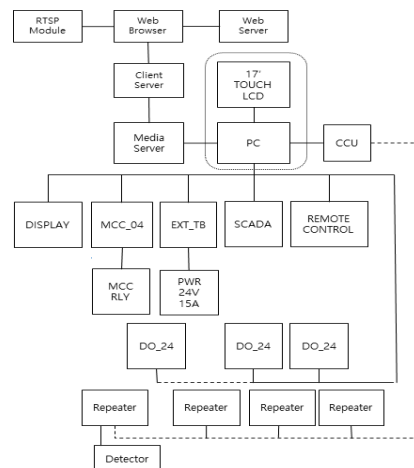 RTSP
Module
Web
Browser
Web
Server
Client
Server
17'
TOUCH
LCD
Media
Server
PC
CCU
DISPLAY
MCC_04
EXT_TB
SCADA
REMOTE
CONTROL
MCC
RLY
PWR
24V
15A
DO_24
DO_24
DO_24
Repeater
Repeater
Repeater
Repeater
Detector